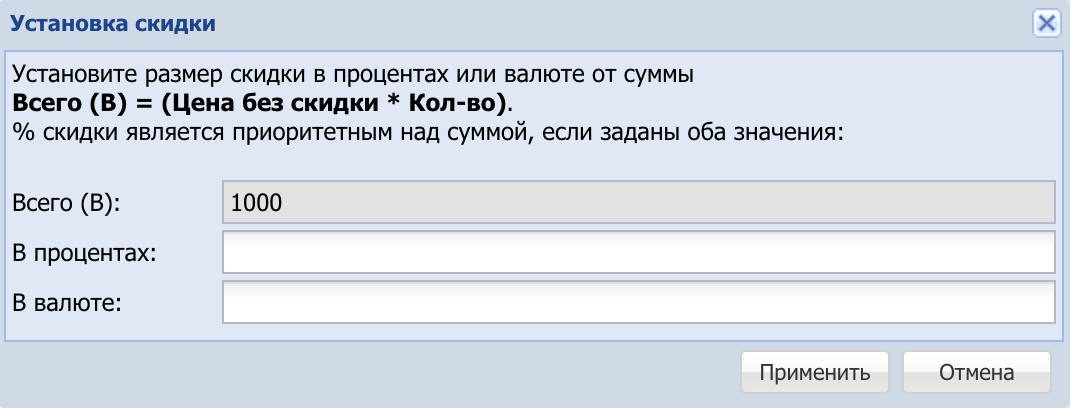 Установка скидки
Установите размер скидки в процентах или валюте от суммы
Всего (В) = (Цена без скидки * Кол-во).
% скидки является приоритетным над суммой, если заданы оба значения:
Всего (В): 1000
В процентах:
В валюте:
Применить Отмена